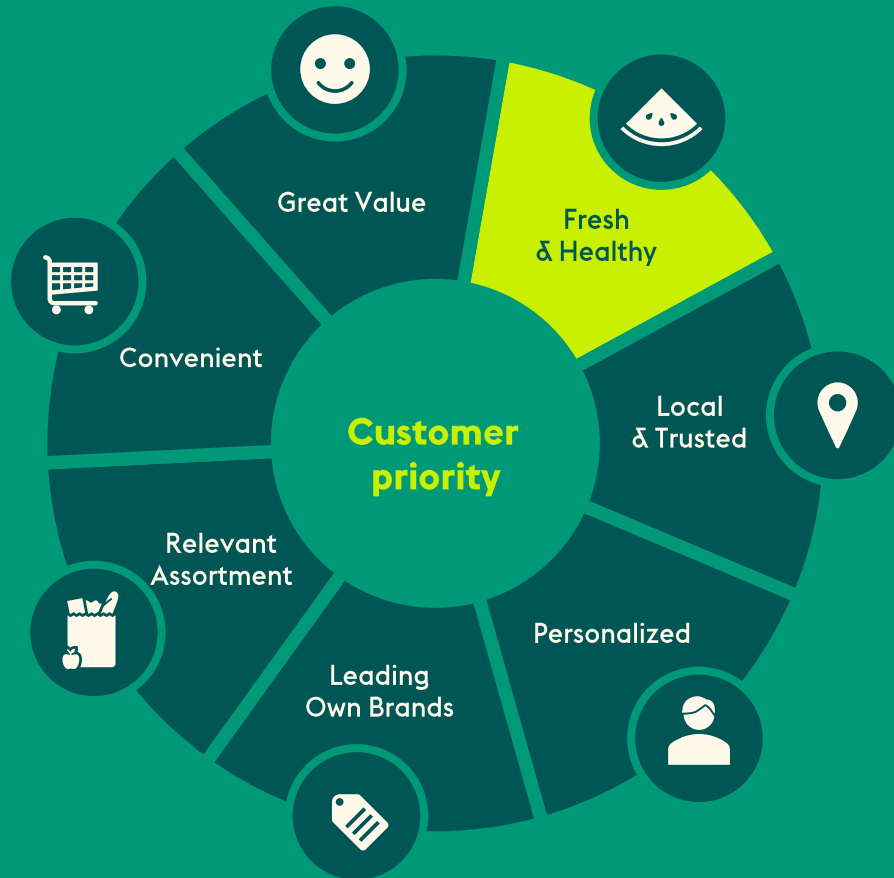 Great Value
Fresh
& Healthy
Convenient
Local
& Trusted
Customer
priority
Relevant
Assortment
Personalized
Leading
Own Brands